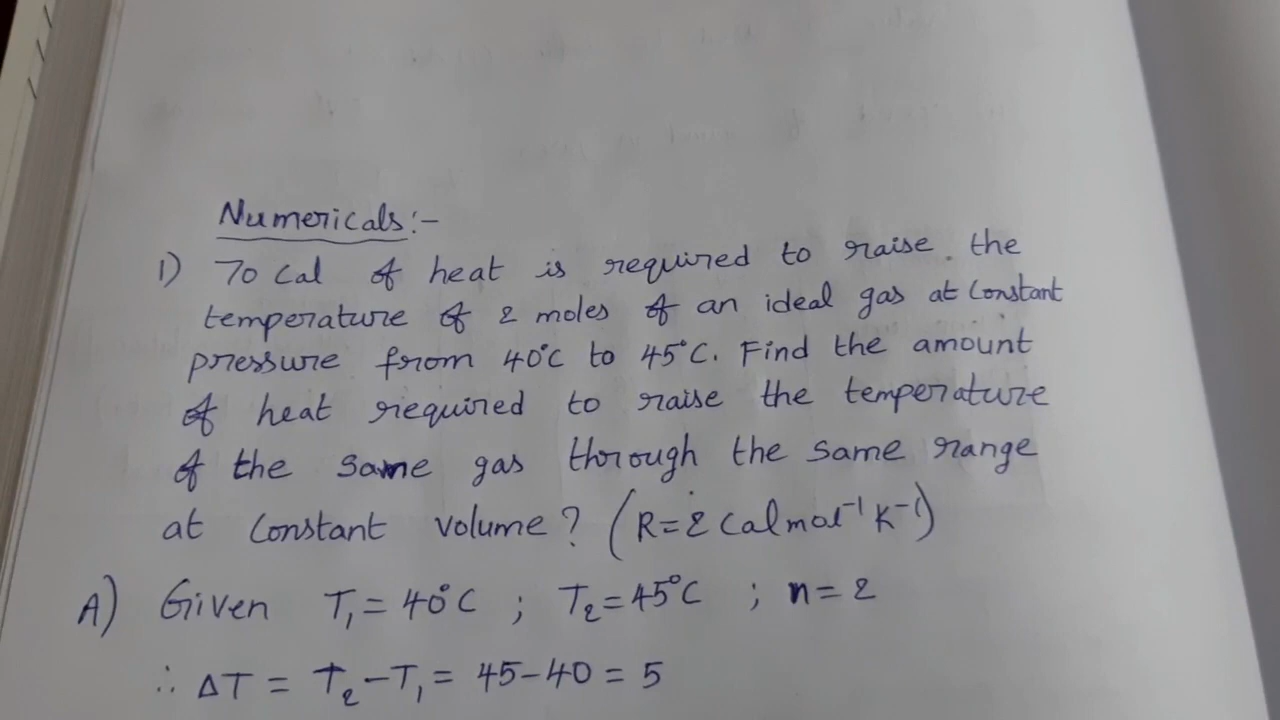 Numericals:-
1) 70 Cal of heat is required to raise the
temperature of 2 moles of an ideal gas at Constant
pressure from 40°C to 45°C. Find the amount
of heat required to raise the temperature
of the same gas through the same range
at Constant volume? (R=2 Cal mol⁻¹ K⁻¹)
A) Given T₁ = 40°C ; T₂ = 45°C ; n = 2
∴ ΔT = T₂ - T₁ = 45-40 = 5